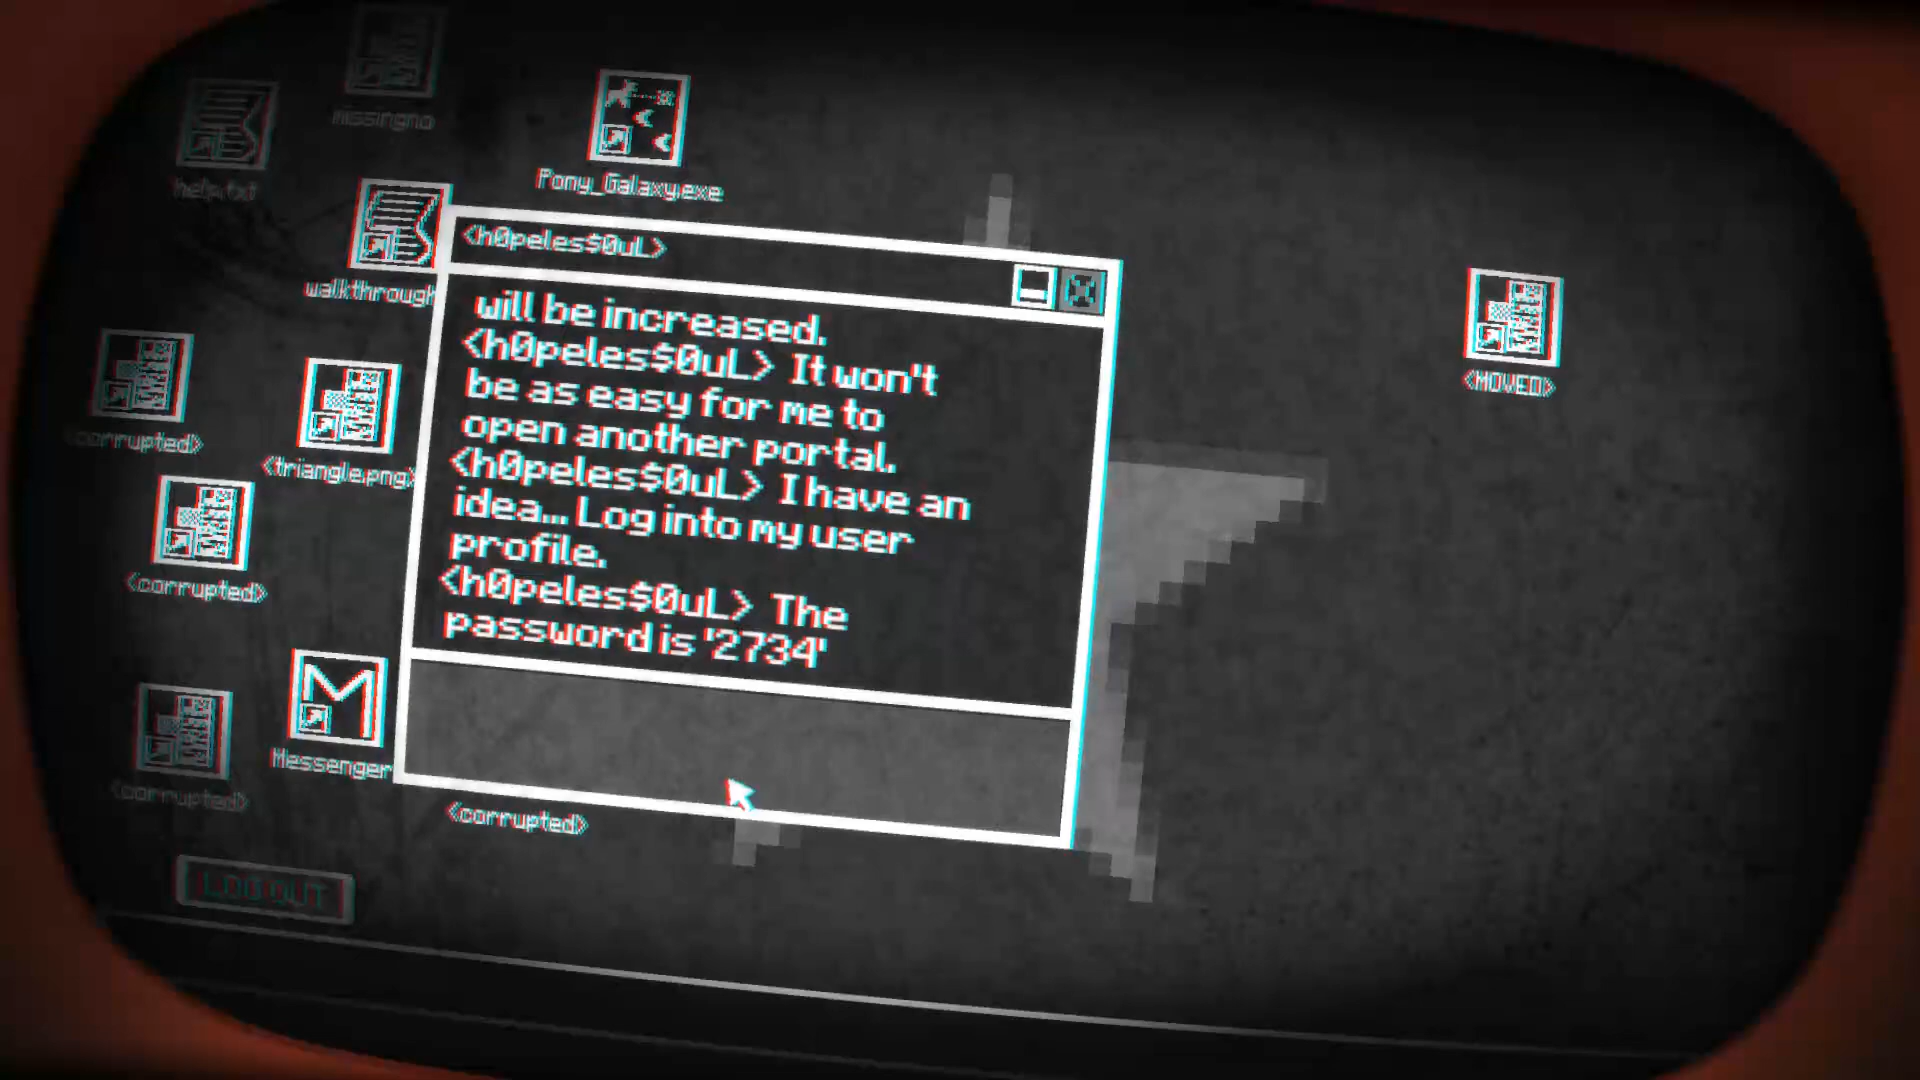 missingno
help.txt
Pony_Galaxy.exe
walkthrough
<h0peles$0uL>
will be increased.
<h0peles$0uL> It won't
be as easy for me to
open another portal.
<h0peles$0uL> I have an
idea... Log into my user
profile.
<h0peles$0uL> The
password is '2734'
<MOVED>
<corrupted>
<triangle.png>
<corrupted>
Messenger
<corrupted>
<corrupted>
LOG OUT